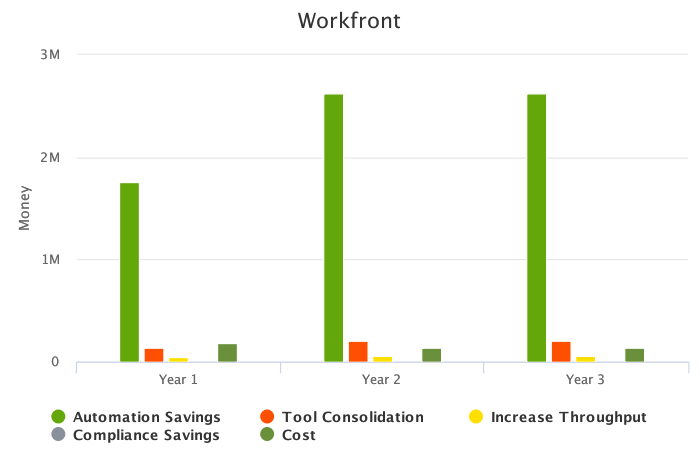 Workfront
3M
2M
1M
0
Money
Year 1 Year 2 Year 3
Automation Savings Tool Consolidation Increase Throughput
Compliance Savings Cost